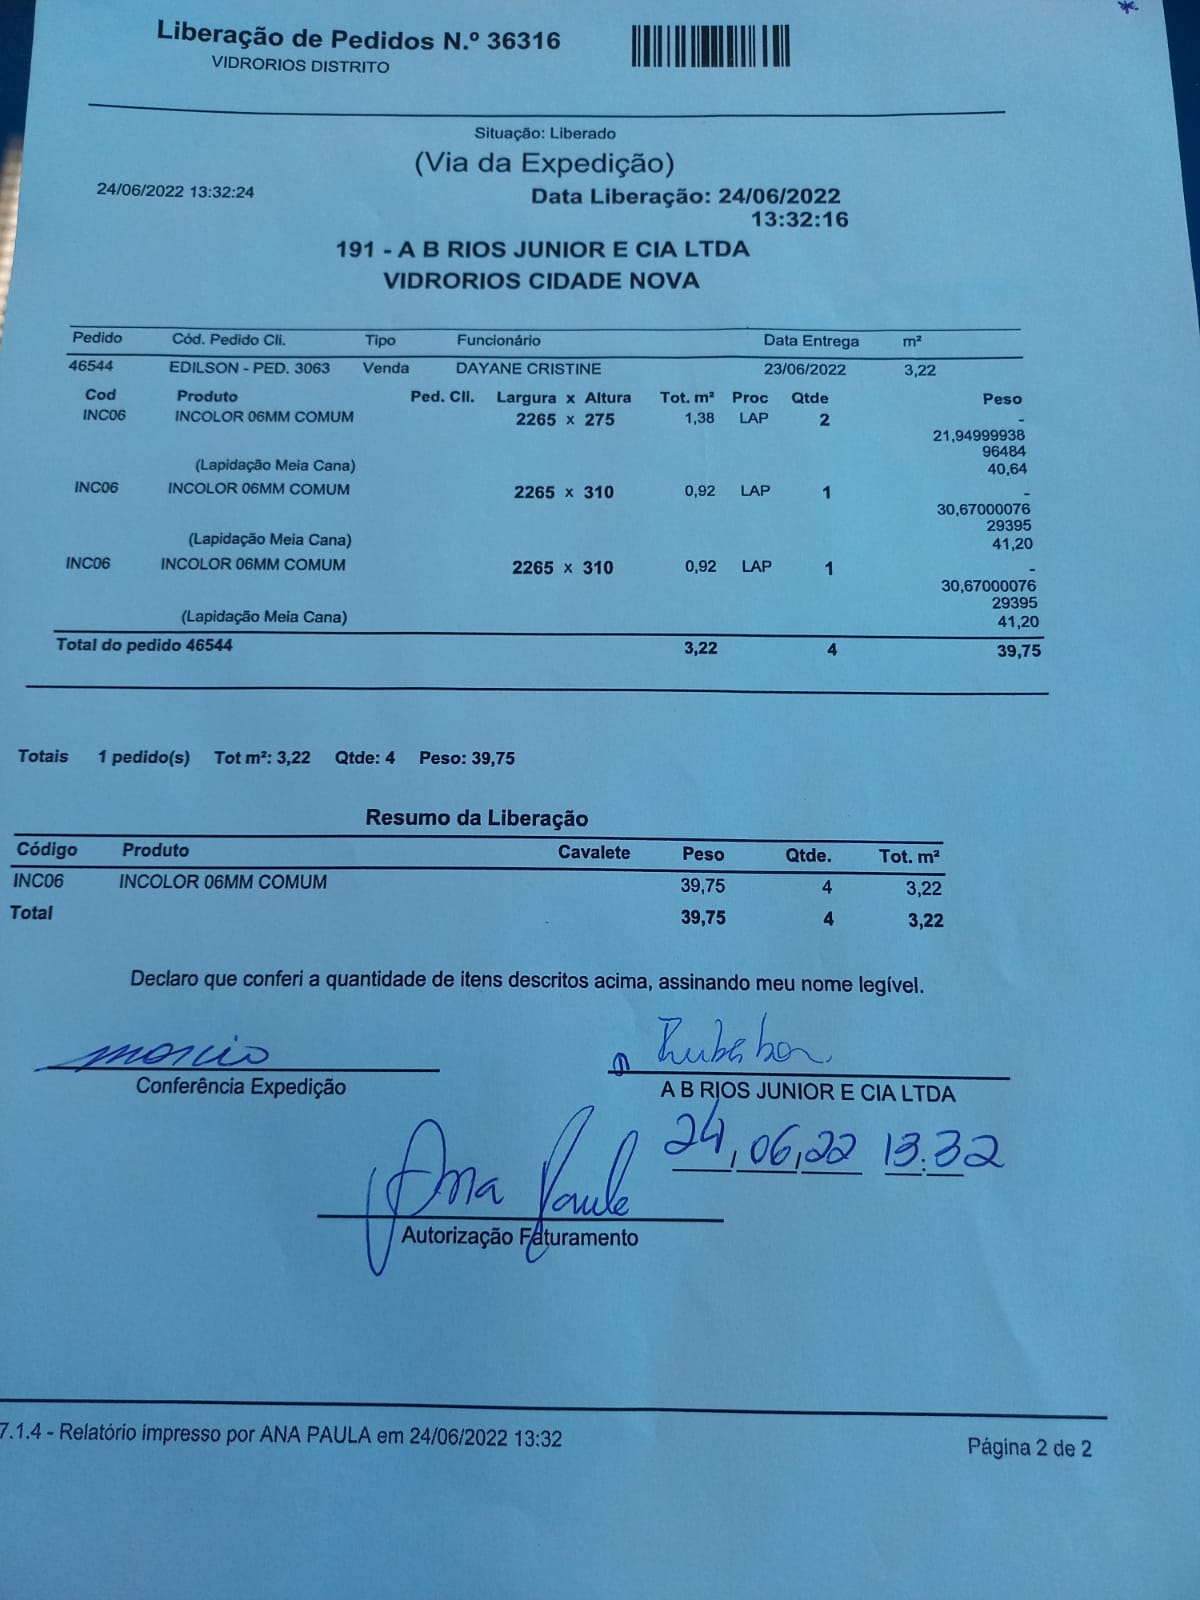 Liberação de Pedidos N.º 36316
VIDRORIOS DISTRITO
Situação: Liberado
(Via da Expedição)
24/06/2022 13:32:24
Data Liberação: 24/06/2022
13:32:16
191 - A B RIOS JUNIOR E CIA LTDA
VIDRORIOS CIDADE NOVA
Pedido Cód. Pedido Cli. Tipo Funcionário Data Entrega m²
46544 EDILSON - PED. 3063 Venda DAYANE CRISTINE 23/06/2022 3,22
Cod Produto Ped. Cli. Largura x Altura Tot. m² Proc Qtde Peso
INC06 INCOLOR 06MM COMUM 2265 x 275 1,38 LAP 2 -
21,94999938
96484
(Lapidação Meia Cana) 40,64
INC06 INCOLOR 06MM COMUM 2265 x 310 0,92 LAP 1 -
30,67000076
29395
(Lapidação Meia Cana) 41,20
INC06 INCOLOR 06MM COMUM 2265 x 310 0,92 LAP 1 -
30,67000076
29395
(Lapidação Meia Cana) 41,20
Total do pedido 46544 3,22 4 39,75
Totais 1 pedido(s) Tot m²: 3,22 Qtde: 4 Peso: 39,75
Resumo da Liberação
Código Produto Cavalete Peso Qtde. Tot. m²
INC06 INCOLOR 06MM COMUM 39,75 4 3,22
Total 39,75 4 3,22
Declaro que conferi a quantidade de itens descritos acima, assinando meu nome legível.
marcio
Conferência Expedição
A B RIOS JUNIOR E CIA LTDA
24,06,22 13:32
Ana Paula
Autorização Faturamento
7.1.4 - Relatório impresso por ANA PAULA em 24/06/2022 13:32
Página 2 de 2